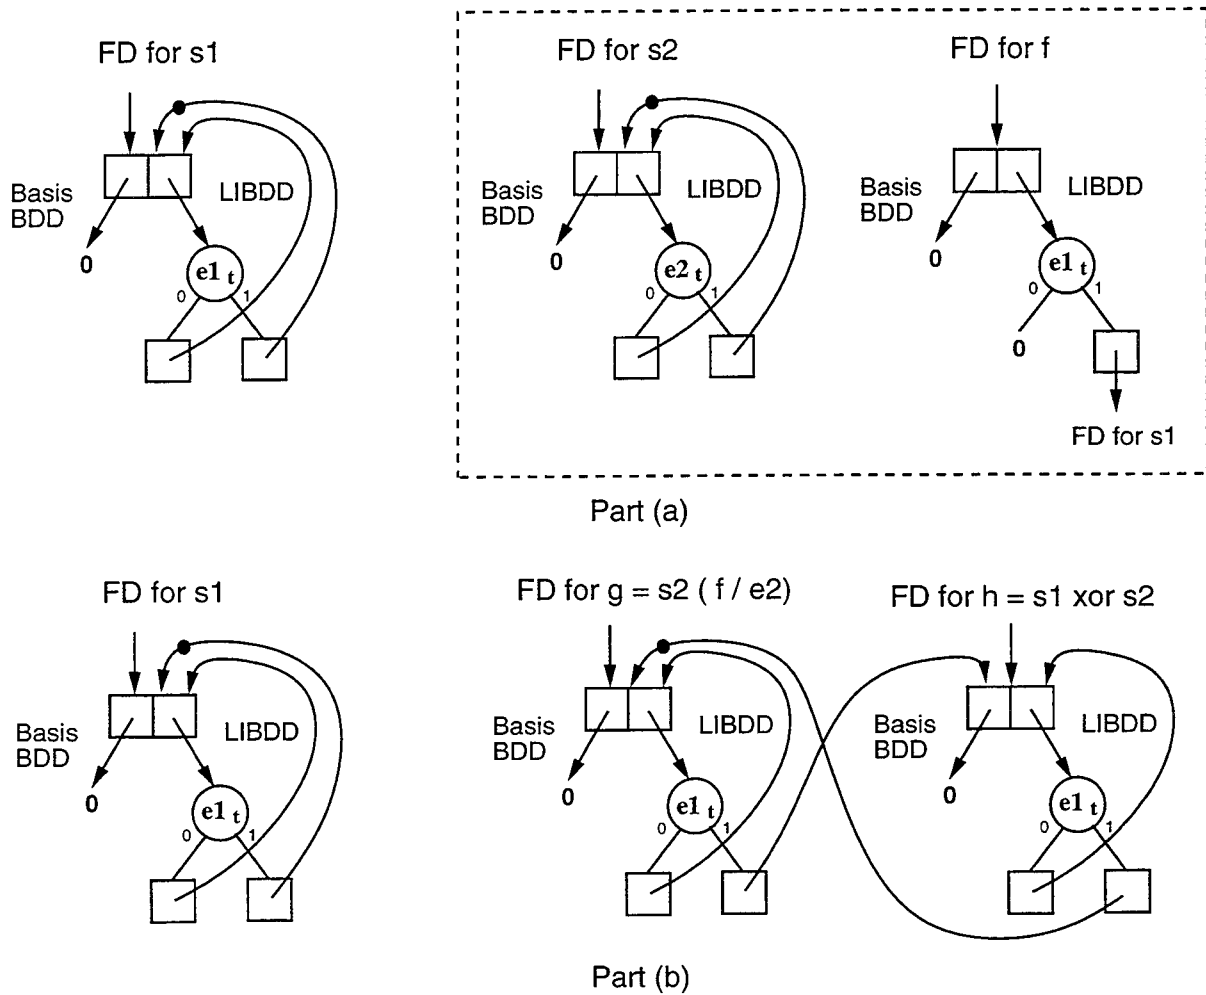 FD for s1
FD for s2
FD for f
Basis
BDD
LIBDD
0
e1 t
0
1
Basis
BDD
LIBDD
0
e2 t
0
1
Basis
BDD
LIBDD
0
e1 t
0
1
0
FD for s1
Part (a)
FD for s1
FD for g = s2 ( f / e2)
FD for h = s1 xor s2
Basis
BDD
LIBDD
0
e1 t
0
1
Basis
BDD
LIBDD
0
e1 t
0
1
Basis
BDD
LIBDD
0
e1 t
0
1
Part (b)